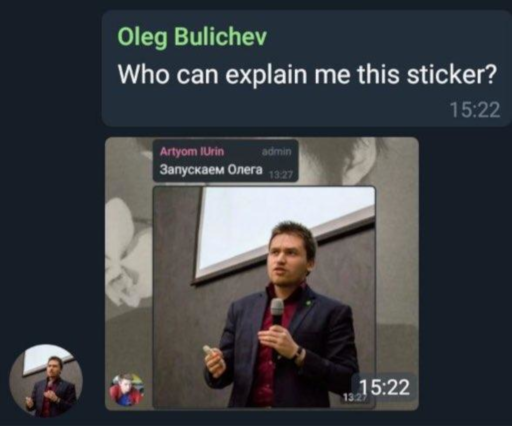 Oleg Bulichev
Who can explain me this sticker?
15:22
Artyom IUrin admin
Запускаем Олега 13:27
13:27
15:22